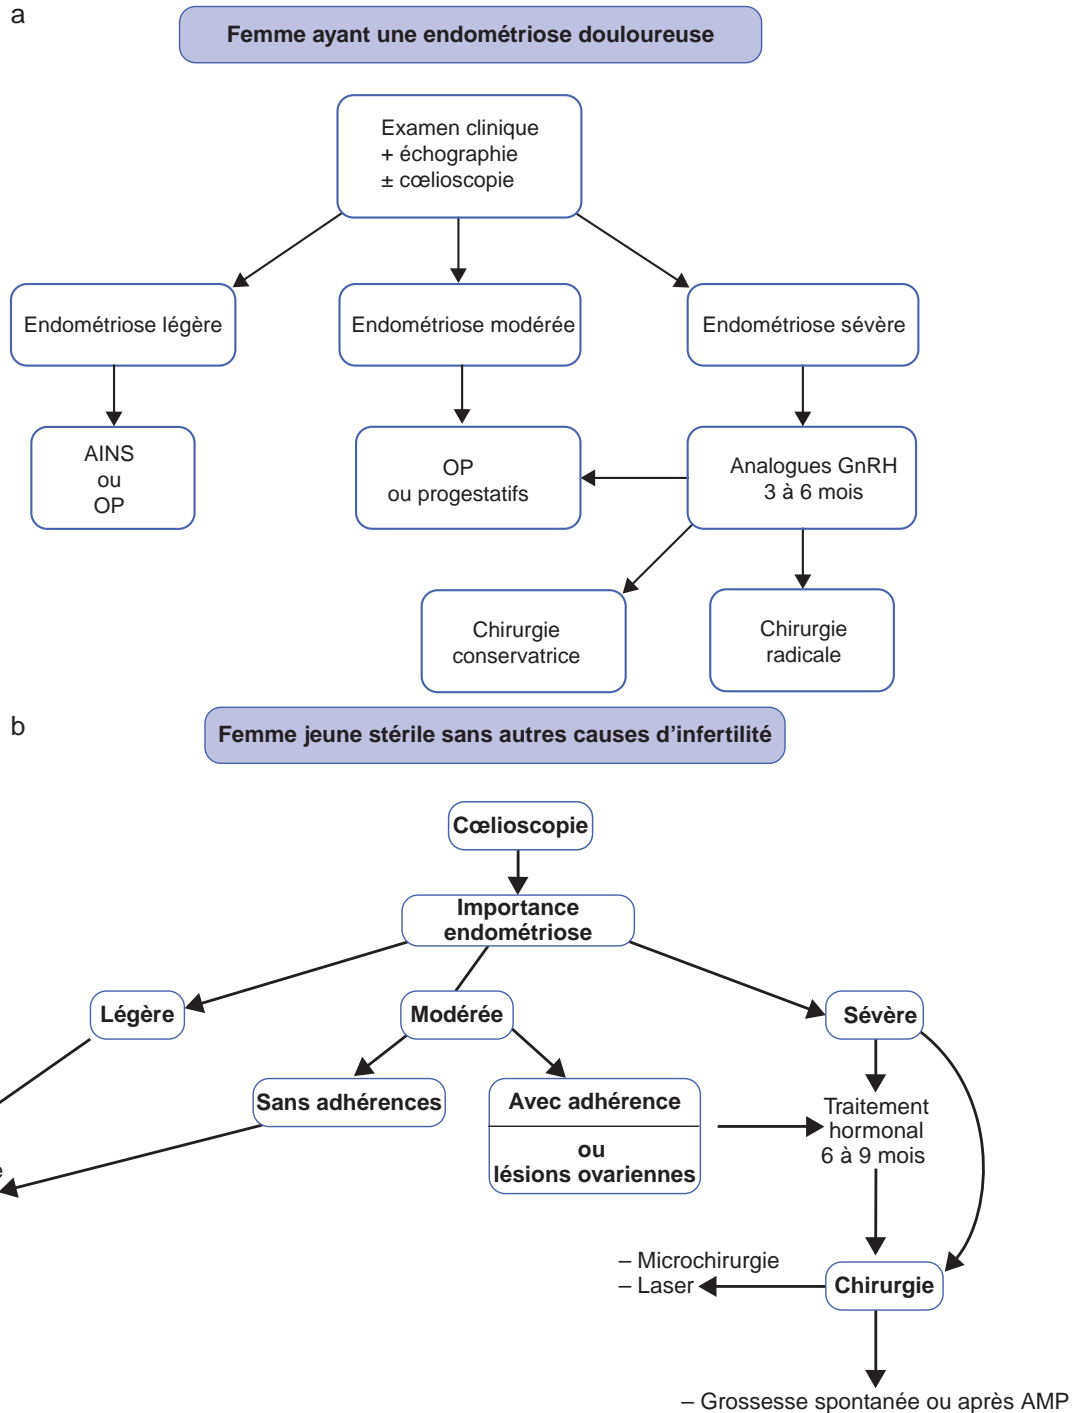 a
Femme ayant une endométriose douloureuse
Examen clinique
+ échographie
± cœlioscopie
Endométriose légère
Endométriose modérée
Endométriose sévère
AINS
ou
OP
OP
ou progestatifs
Analogues GnRH
3 à 6 mois
Chirurgie
conservatrice
Chirurgie
radicale
b
Femme jeune stérile sans autres causes d'infertilité
Cœlioscopie
Importance
endométriose
Légère
Modérée
Sévère
Sans adhérences
Avec adhérence
ou
lésions ovariennes
Traitement
hormonal
6 à 9 mois
e
– Microchirurgie
– Laser
Chirurgie
– Grossesse spontanée ou après AMP